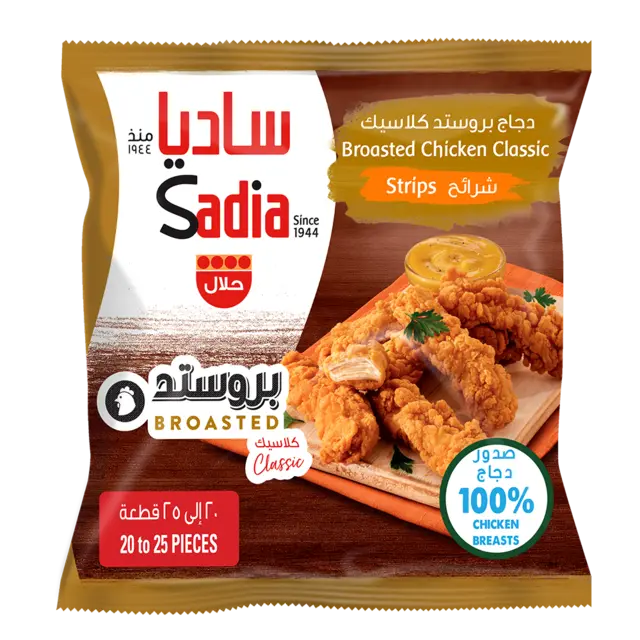 ساديا
منذ
١٩٤٤
Sadia
Since
1944
حلال
دجاج بروستد كلاسيك
Broasted Chicken Classic
Strips شرائح
بروستد
BROASTED
كلاسيك
Classic
٢٠ إلى ٢٥ قطعة
20 to 25 PIECES
صدور
دجاج
100%
CHICKEN
BREASTS